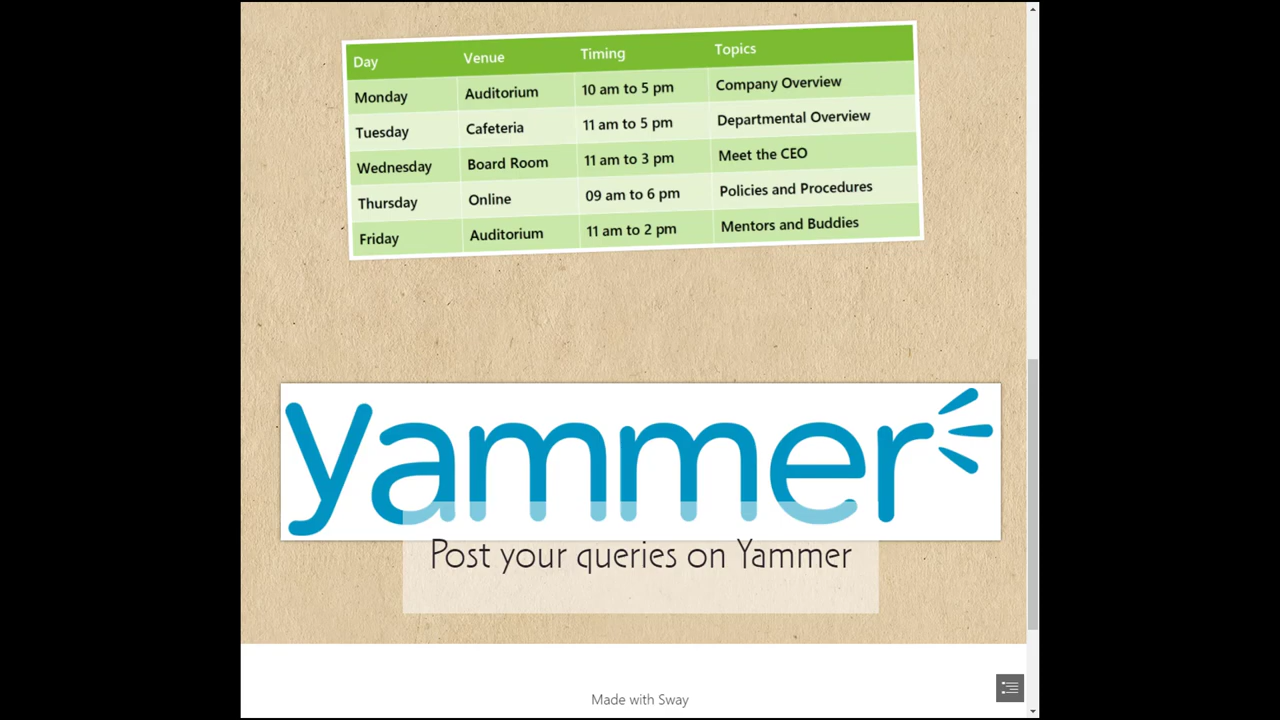 Day Venue Timing Topics
Monday Auditorium 10 am to 5 pm Company Overview
Tuesday Cafeteria 11 am to 5 pm Departmental Overview
Wednesday Board Room 11 am to 3 pm Meet the CEO
Thursday Online 09 am to 6 pm Policies and Procedures
Friday Auditorium 11 am to 2 pm Mentors and Buddies
yammer
Post your queries on Yammer
Made with Sway